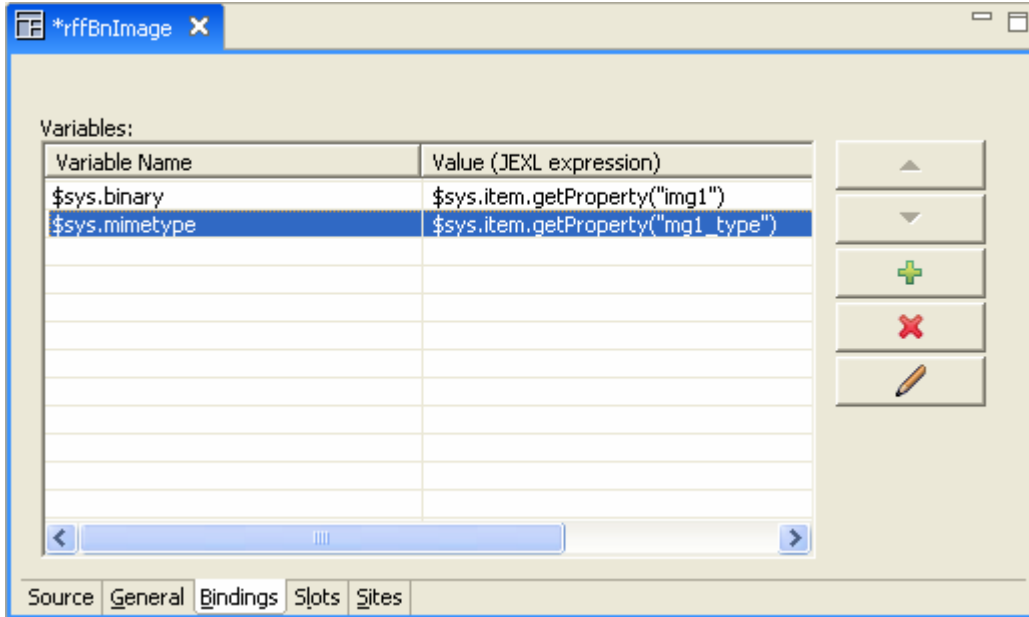 *rffBnImage
Variables:
Variable Name Value (JEXL expression)
$sys.binary $sys.item.getProperty("img1")
$sys.mimetype $sys.item.getProperty("mg1_type")
Source General Bindings Slots Sites